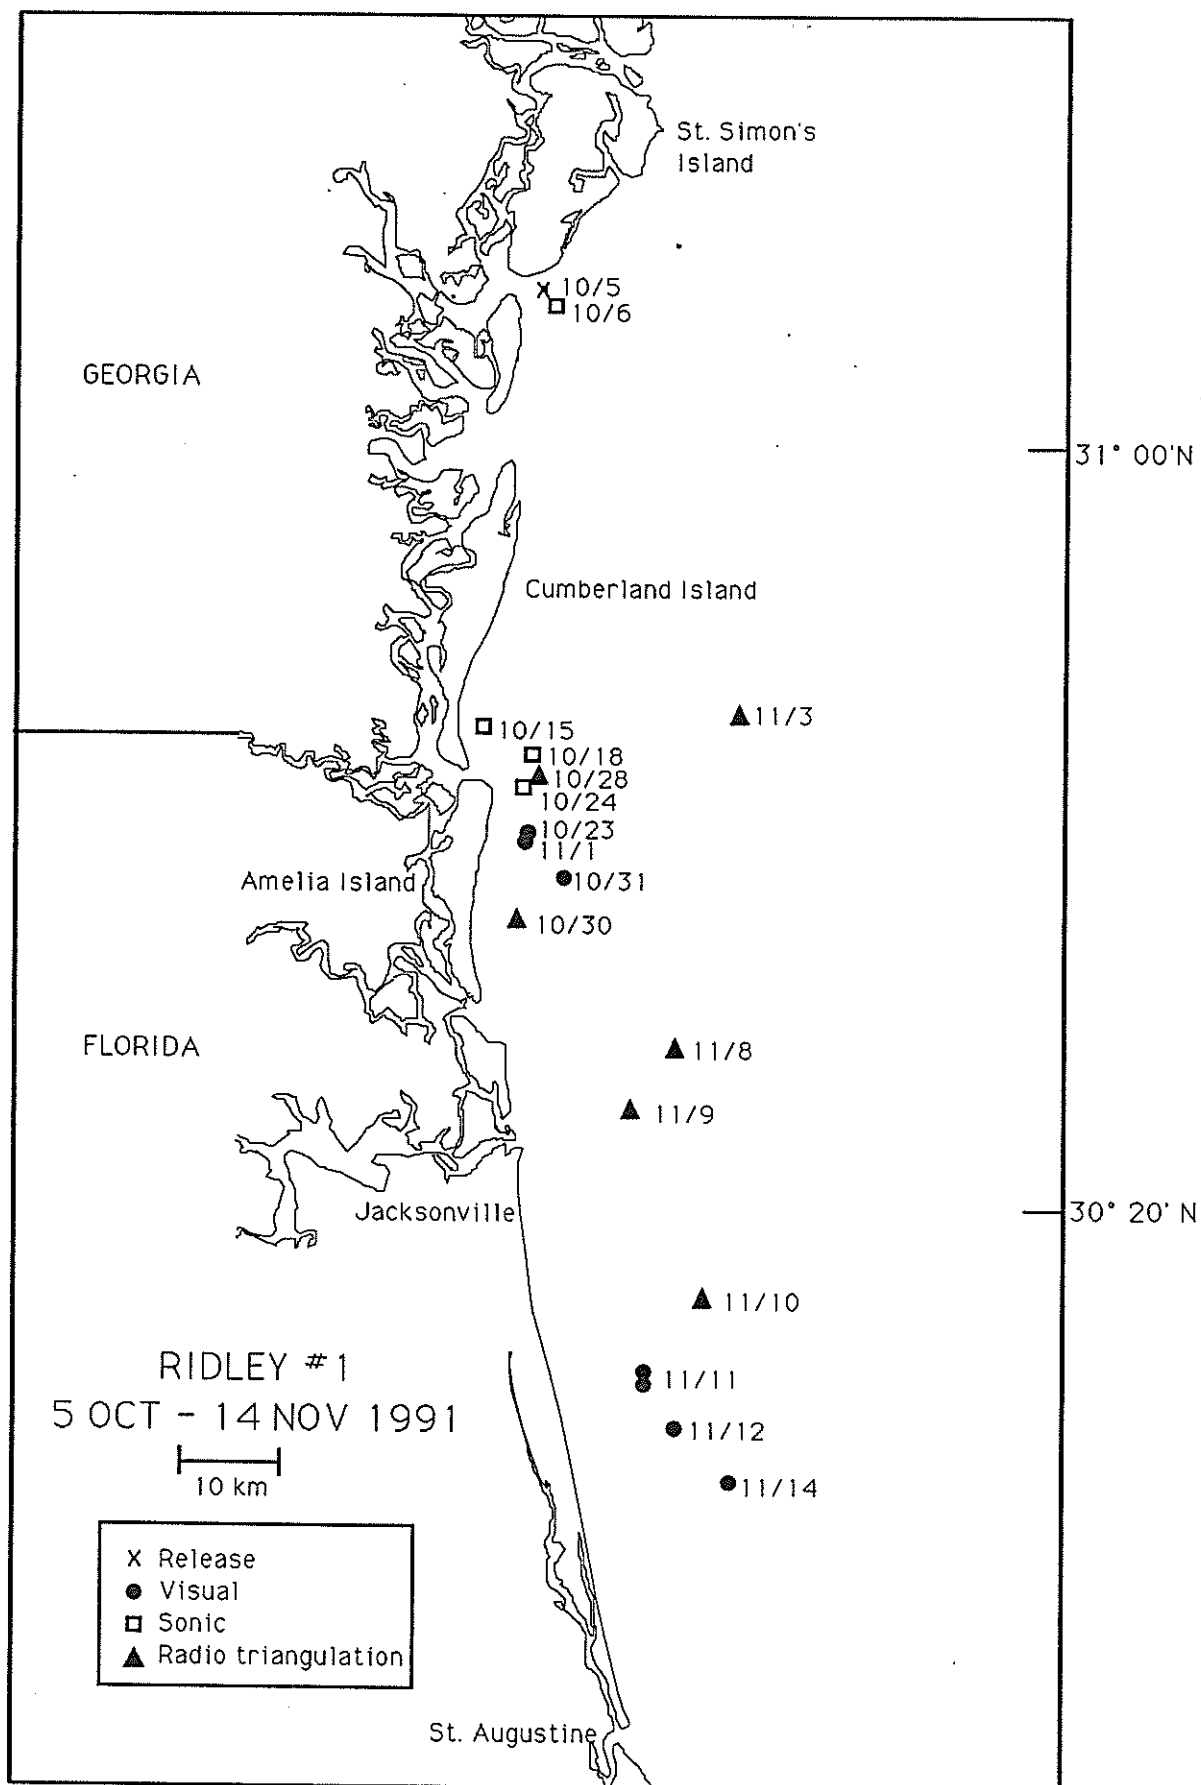 St. Simon's
Island
10/5
10/6
GEORGIA
31° 00'N
Cumberland Island
11/3
10/15
10/18
10/28
10/24
10/23
11/1
Amelia Island
10/31
10/30
FLORIDA
11/8
11/9
Jacksonville
30° 20' N
11/10
RIDLEY #1
11/11
5 OCT - 14 NOV 1991
11/12
10 km
11/14
X Release
Visual
Sonic
Radio triangulation
St. Augustine